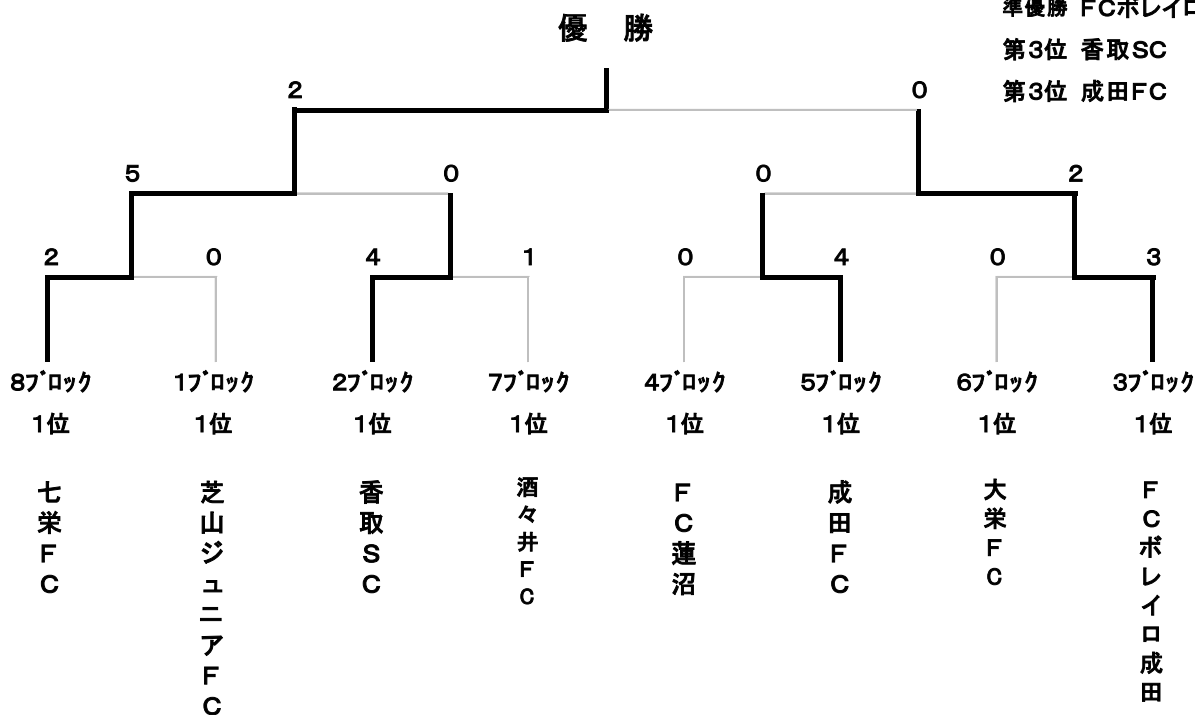 優 勝
準優勝 FCボレイロ
第3位 香取SC
第3位 成田FC
2 0
5 0 0 2
2 0 4 1 0 4 0 3
8ブロック 1ブロック 2ブロック 7ブロック 4ブロック 5ブロック 6ブロック 3ブロック
1位 1位 1位 1位 1位 1位 1位 1位
七栄FC
芝山ジュニアFC
香取SC
酒々井FC
FC蓮沼
成田FC
大栄FC
FCボレイロ成田